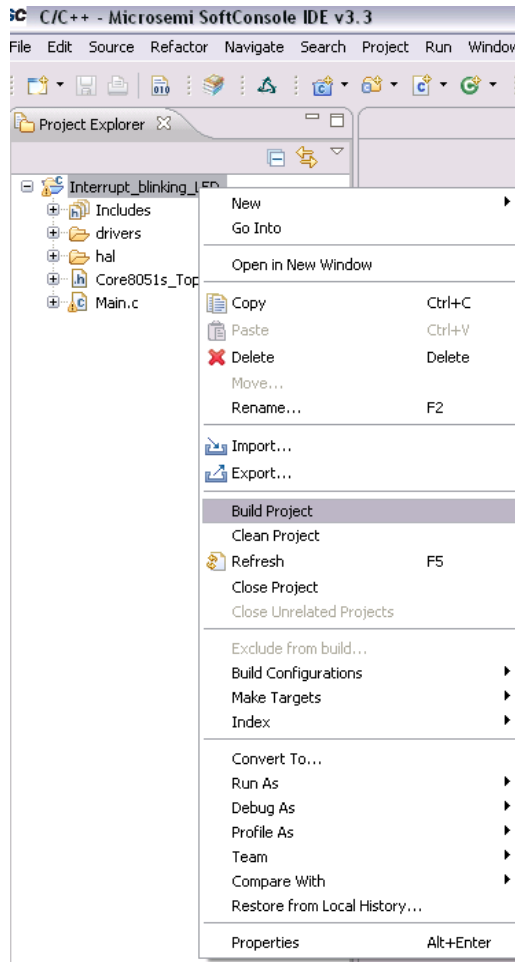 C/C++ - Microsemi SoftConsole IDE v3.3
File Edit Source Refactor Navigate Search Project Run Window
Project Explorer
Interrupt_blinking_LED
Includes
drivers
hal
Core8051s_Top
Main.c
New
Go Into
Open in New Window
Copy Ctrl+C
Paste Ctrl+V
Delete Delete
Move...
Rename... F2
Import...
Export...
Build Project
Clean Project
Refresh F5
Close Project
Close Unrelated Projects
Exclude from build...
Build Configurations
Make Targets
Index
Convert To...
Run As
Debug As
Profile As
Team
Compare With
Restore from Local History...
Properties Alt+Enter